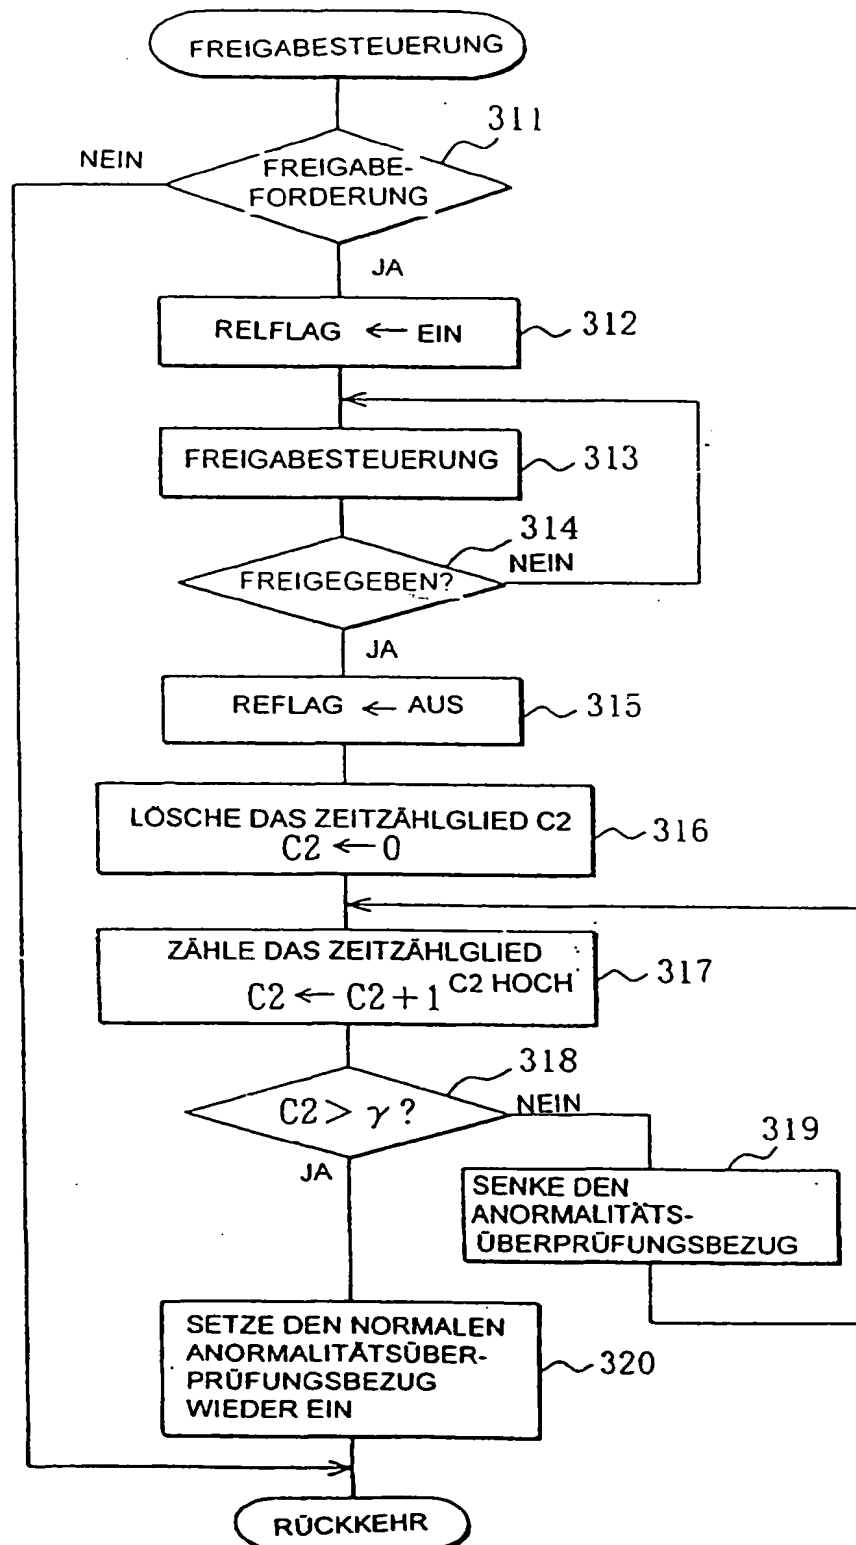 FREIGABESTEUERUNG
311
NEIN
FREIGABE-
FORDERUNG
JA
RELFLAG ← EIN
312
FREIGABESTEUERUNG
313
314
FREIGEGEBEN?
NEIN
JA
REFLAG ← AUS
315
LÖSCHE DAS ZEITZÄHLGLIED C2
C2 ← 0
316
ZÄHLE DAS ZEITZÄHLGLIED
C2 HOCH
C2 ← C2+1
317
318
C2 > γ ?
NEIN
JA
319
SENKE DEN
ANORMALITÄTS-
ÜBERPRÜFUNGSBEZUG
SETZE DEN NORMALEN
ANORMALITÄTSÜBER-
PRÜFUNGSBEZUG
WIEDER EIN
320
RÜCKKEHR